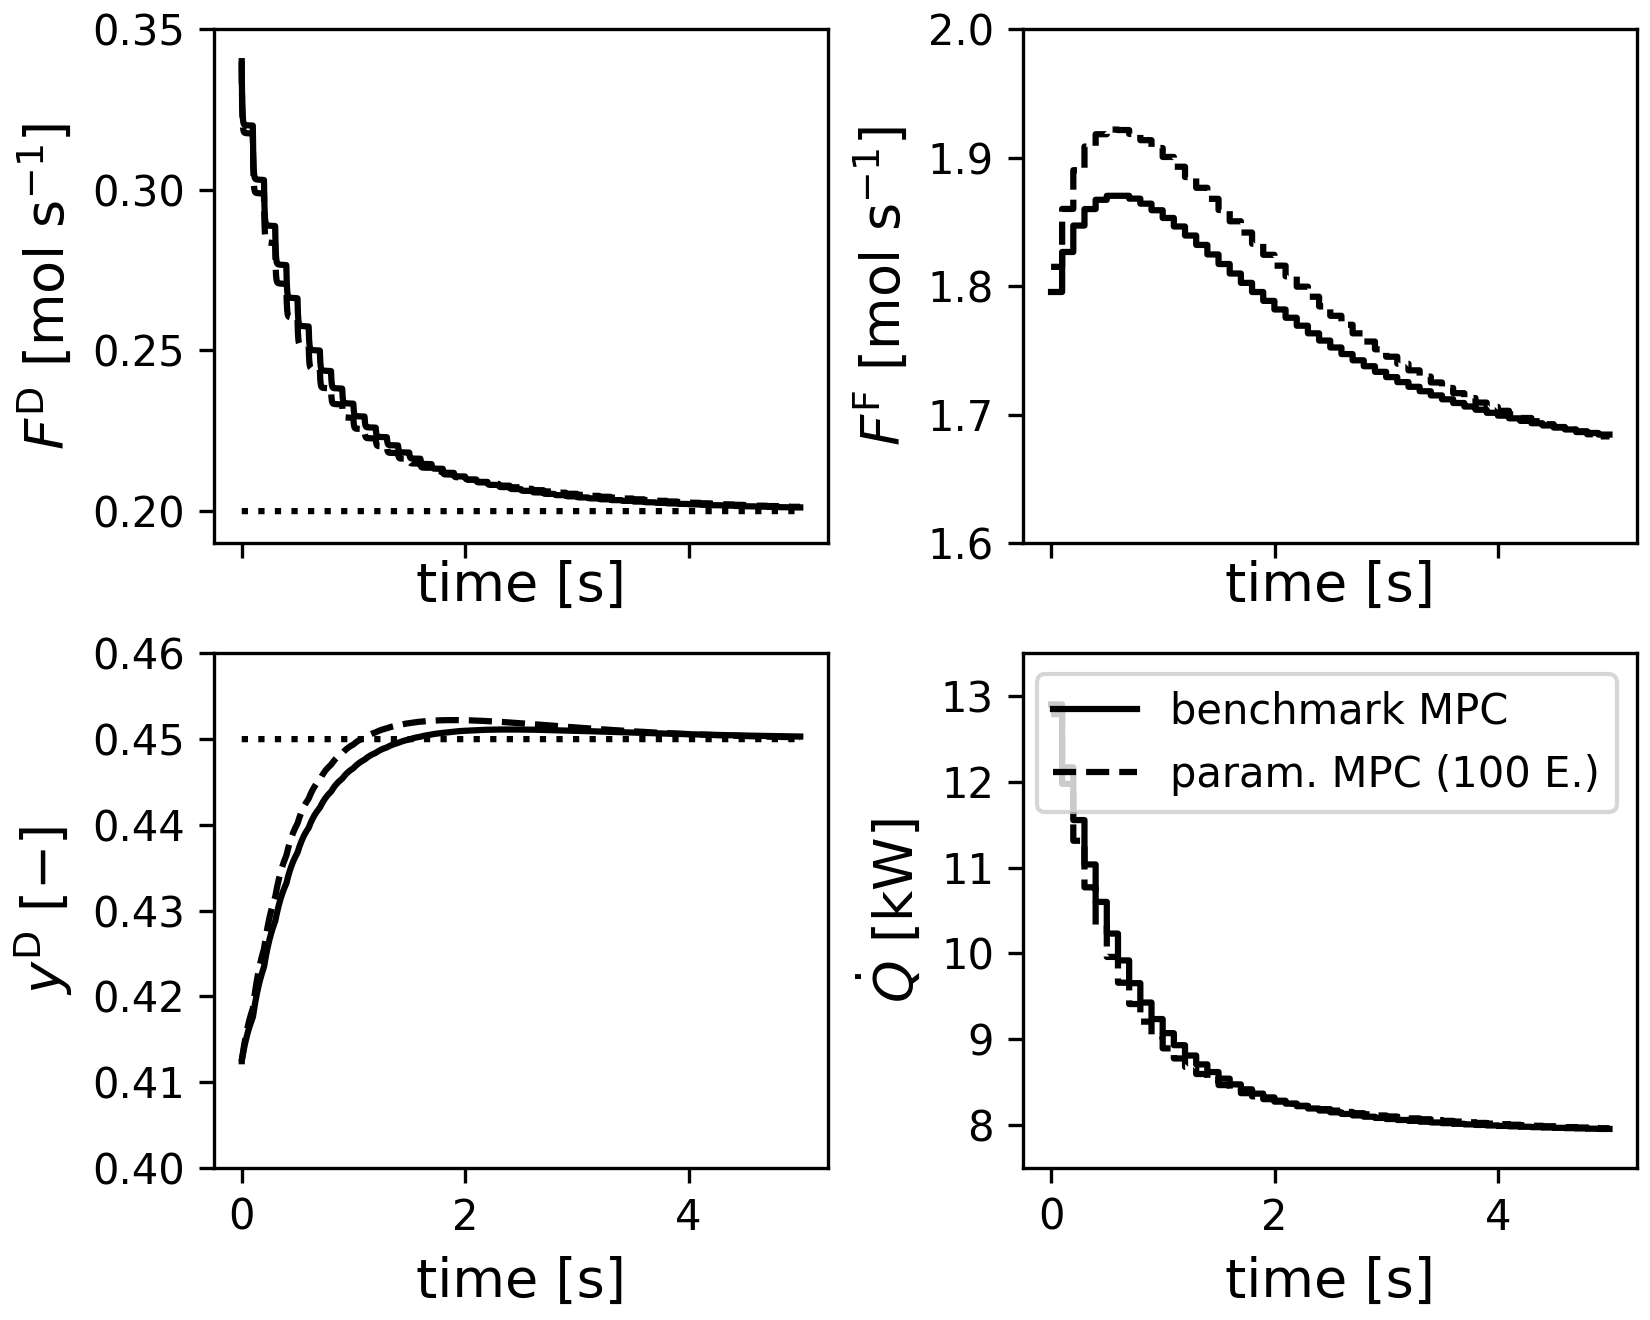 0.35
0.30
0.25
0.20
F^D [mol s^−1]
time [s]
2.0
1.9
1.8
1.7
1.6
F^F [mol s^−1]
time [s]
0.46
0.45
0.44
0.43
0.42
0.41
0.40
y^D [−]
0 2 4
time [s]
13
12
11
10
9
8
Q̇ [kW]
benchmark MPC
param. MPC (100 E.)
0 2 4
time [s]